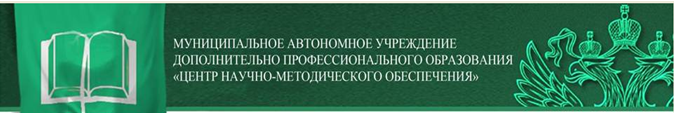 МУНИЦИПАЛЬНОЕ АВТОНОМНОЕ УЧРЕЖДЕНИЕ
ДОПОЛНИТЕЛЬНО ПРОФЕССИОНАЛЬНОГО ОБРАЗОВАНИЯ
«ЦЕНТР НАУЧНО-МЕТОДИЧЕСКОГО ОБЕСПЕЧЕНИЯ»